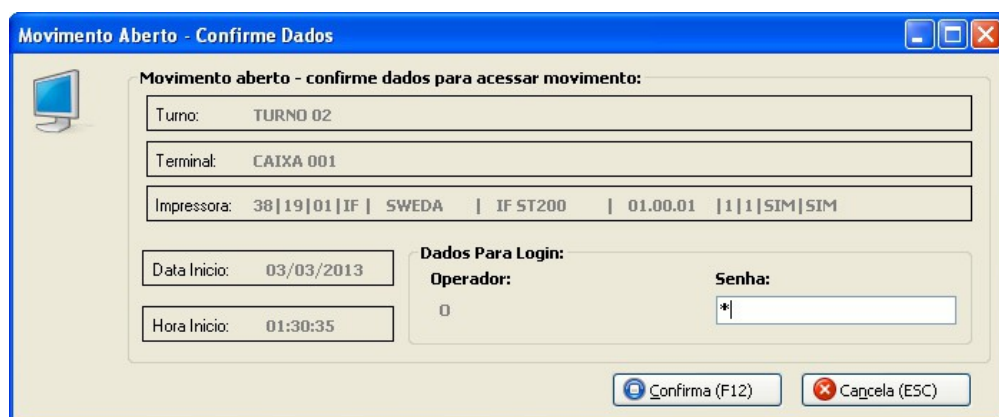 Movimento Aberto - Confirme Dados
Movimento aberto - confirme dados para acessar movimento:
Turno: TURNO 02
Terminal: CAIXA 001
Impressora: 38|19|01|IF | SWEDA | IF ST200 | 01.00.01 |1|1|SIM|SIM
Data Inicio: 03/03/2013
Hora Inicio: 01:30:35
Dados Para Login:
Operador: Senha:
O *
Confirma (F12) Cancela (ESC)